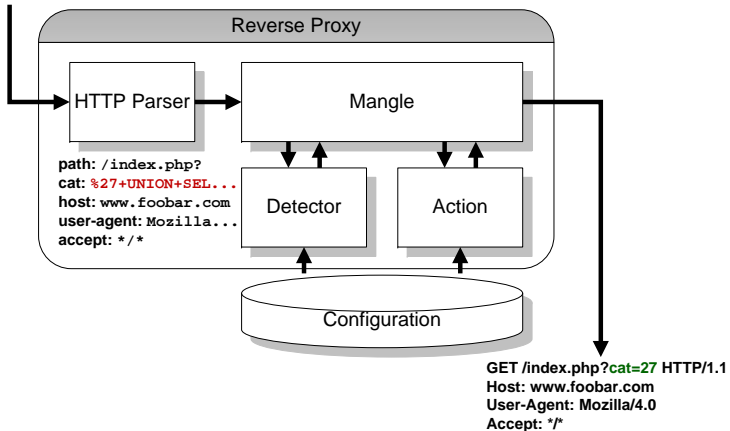 Reverse Proxy
HTTP Parser
Mangle
path: /index.php?
cat: %27+UNION+SEL...
host: www.foobar.com
user-agent: Mozilla...
accept: */*
Detector
Action
Configuration
GET /index.php?cat=27 HTTP/1.1
Host: www.foobar.com
User-Agent: Mozilla/4.0
Accept: */*